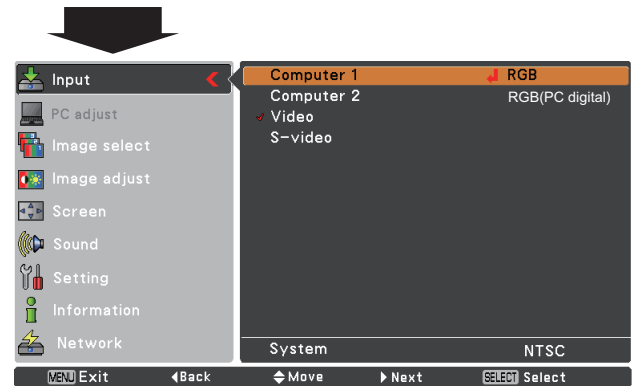 Input
PC adjust
Image select
Image adjust
Screen
Sound
Setting
Information
Network
Computer 1 RGB
Computer 2 RGB(PC digital)
Video
S-video
System NTSC
MENU Exit Back Move Next SELECT Select